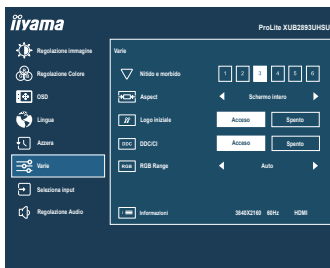 iiyama
ProLite XUB2893UHSU
Regolazione immagine
Regolazione Colore
OSD
Lingua
Azzera
Varie
Seleziona input
Regolazione Audio
Varie
Nitido e morbido 1 2 3 4 5 6
Aspect Schermo intero
Logo iniziale Acceso Spento
DDC DDC/CI Acceso Spento
RGB RGB Range Auto
i Informazioni 3840X2160 60Hz HDMI